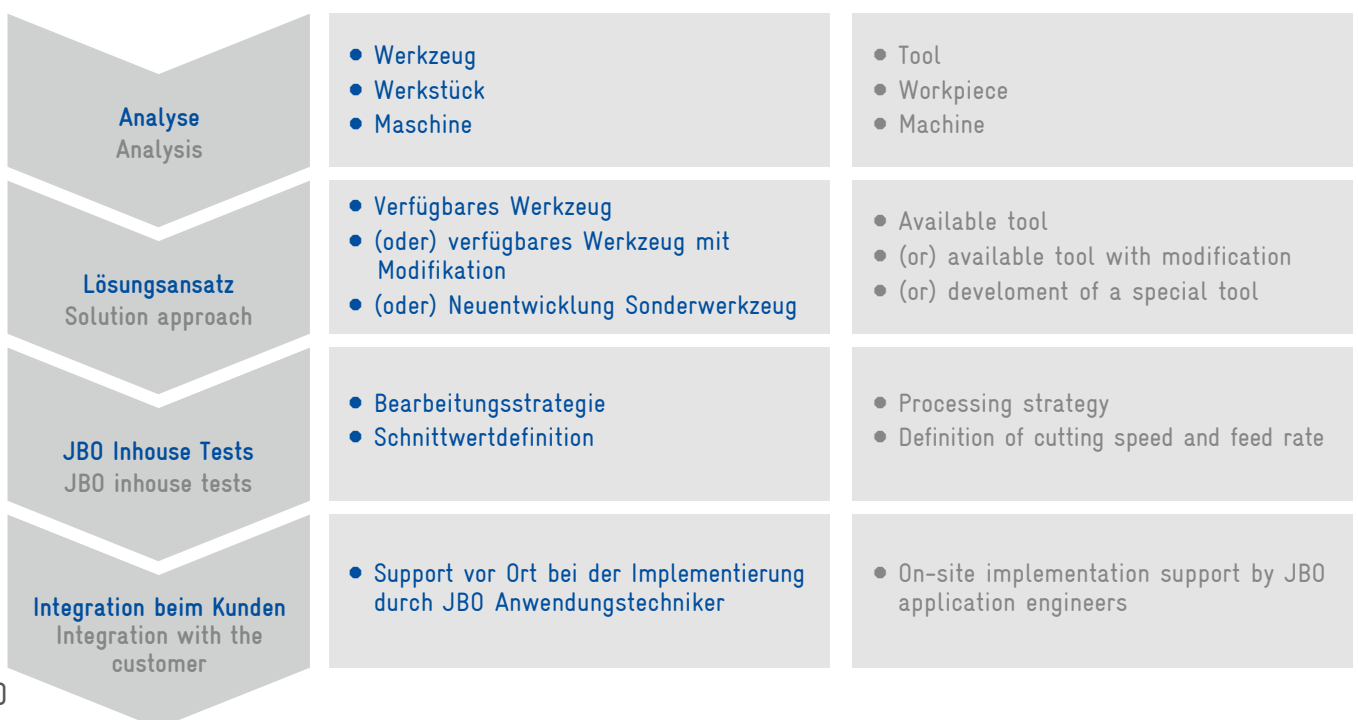 Analyse
Analysis
● Werkzeug
● Werkstück
● Maschine
● Tool
● Workpiece
● Machine
Lösungsansatz
Solution approach
● Verfügbares Werkzeug
● (oder) verfügbares Werkzeug mit
Modifikation
● (oder) Neuentwicklung Sonderwerkzeug
● Available tool
● (or) available tool with modification
● (or) develoment of a special tool
JBO Inhouse Tests
JBO inhouse tests
● Bearbeitungsstrategie
● Schnittwertdefinition
● Processing strategy
● Definition of cutting speed and feed rate
Integration beim Kunden
Integration with the
customer
● Support vor Ort bei der Implementierung
durch JBO Anwendungstechniker
● On-site implementation support by JBO
application engineers